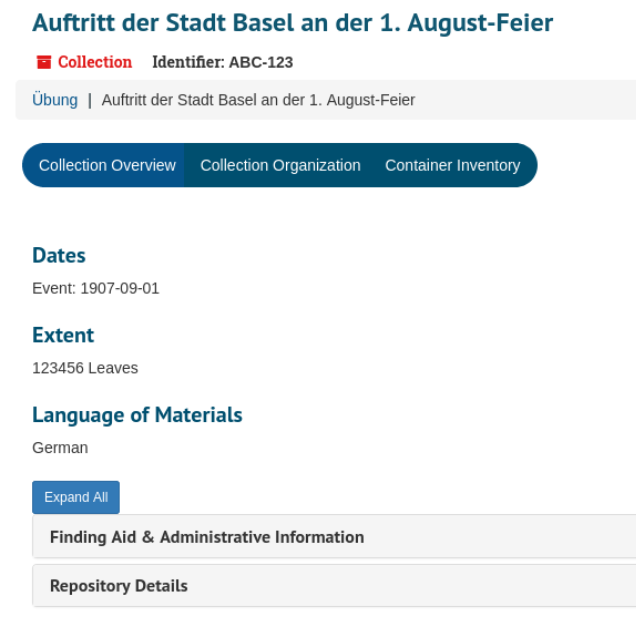 Auftritt der Stadt Basel an der 1. August-Feier
Collection Identifier: ABC-123
Übung | Auftritt der Stadt Basel an der 1. August-Feier
Collection Overview Collection Organization Container Inventory
Dates
Event: 1907-09-01
Extent
123456 Leaves
Language of Materials
German
Expand All
Finding Aid & Administrative Information
Repository Details